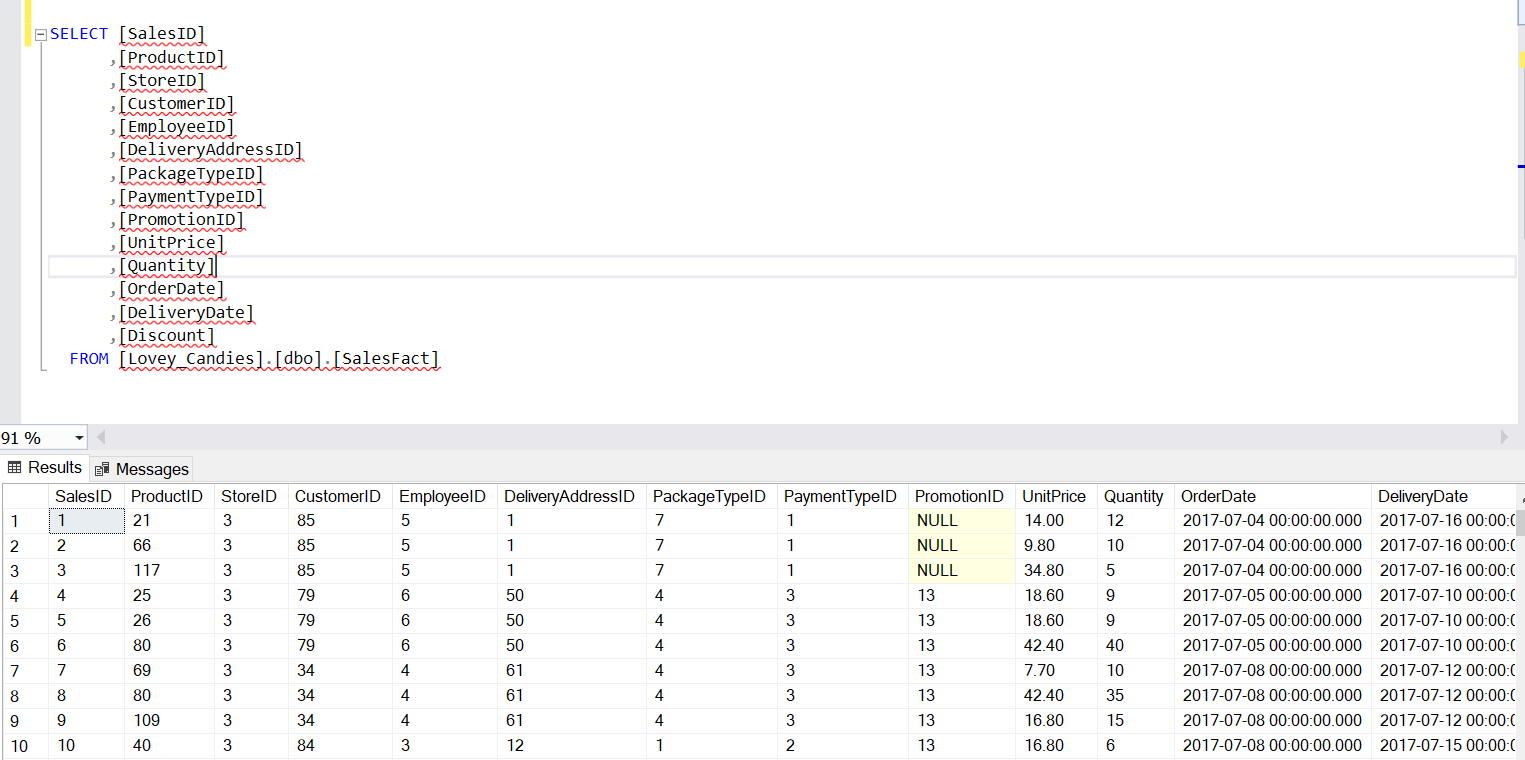 SELECT [SalesID]
,[ProductID]
,[StoreID]
,[CustomerID]
,[EmployeeID]
,[DeliveryAddressID]
,[PackageTypeID]
,[PaymentTypeID]
,[PromotionID]
,[UnitPrice]
,[Quantity]
,[OrderDate]
,[DeliveryDate]
,[Discount]
FROM [Lovey_Candies].[dbo].[SalesFact]
91 %
Results Messages
SalesID ProductID StoreID CustomerID EmployeeID DeliveryAddressID PackageTypeID PaymentTypeID PromotionID UnitPrice Quantity OrderDate DeliveryDate
1 1 21 3 85 5 1 7 1 NULL 14.00 12 2017-07-04 00:00:00.000 2017-07-16 00:00:0
2 2 66 3 85 5 1 7 1 NULL 9.80 10 2017-07-04 00:00:00.000 2017-07-16 00:00:0
3 3 117 3 85 5 1 7 1 NULL 34.80 5 2017-07-04 00:00:00.000 2017-07-16 00:00:0
4 4 25 3 79 6 50 4 3 13 18.60 9 2017-07-05 00:00:00.000 2017-07-10 00:00:0
5 5 26 3 79 6 50 4 3 13 18.60 9 2017-07-05 00:00:00.000 2017-07-10 00:00:0
6 6 80 3 79 6 50 4 3 13 42.40 40 2017-07-05 00:00:00.000 2017-07-10 00:00:0
7 7 69 3 34 4 61 4 3 13 7.70 10 2017-07-08 00:00:00.000 2017-07-12 00:00:0
8 8 80 3 34 4 61 4 3 13 42.40 35 2017-07-08 00:00:00.000 2017-07-12 00:00:0
9 9 109 3 34 4 61 4 3 13 16.80 15 2017-07-08 00:00:00.000 2017-07-12 00:00:0
10 10 40 3 84 3 12 1 2 13 16.80 6 2017-07-08 00:00:00.000 2017-07-15 00:00:0